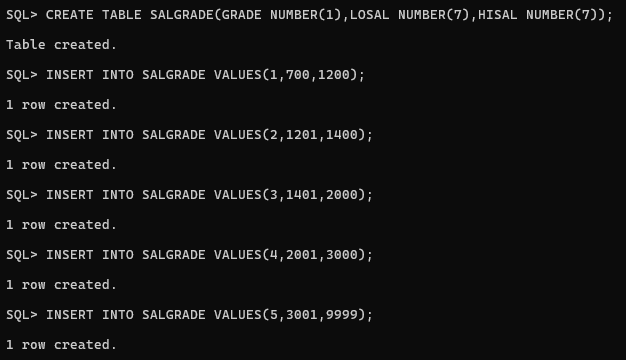 SQL> CREATE TABLE SALGRADE(GRADE NUMBER(1),LOSAL NUMBER(7),HISAL NUMBER(7));
Table created.
SQL> INSERT INTO SALGRADE VALUES(1,700,1200);
1 row created.
SQL> INSERT INTO SALGRADE VALUES(2,1201,1400);
1 row created.
SQL> INSERT INTO SALGRADE VALUES(3,1401,2000);
1 row created.
SQL> INSERT INTO SALGRADE VALUES(4,2001,3000);
1 row created.
SQL> INSERT INTO SALGRADE VALUES(5,3001,9999);
1 row created.